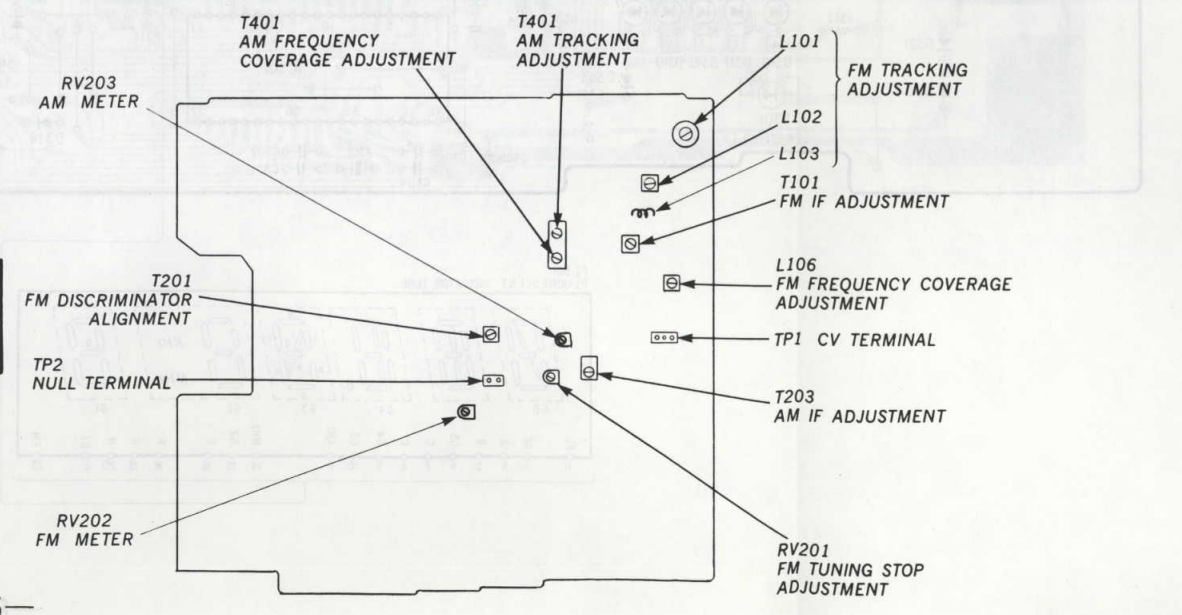 T401
AM FREQUENCY
COVERAGE ADJUSTMENT
T401
AM TRACKING
ADJUSTMENT
L101
FM TRACKING
ADJUSTMENT
L102
L103
RV203
AM METER
T101
FM IF ADJUSTMENT
L106
FM FREQUENCY COVERAGE
ADJUSTMENT
T201
FM DISCRIMINATOR
ALIGNMENT
TP1 CV TERMINAL
TP2
NULL TERMINAL
T203
AM IF ADJUSTMENT
RV202
FM METER
RV201
FM TUNING STOP
ADJUSTMENT